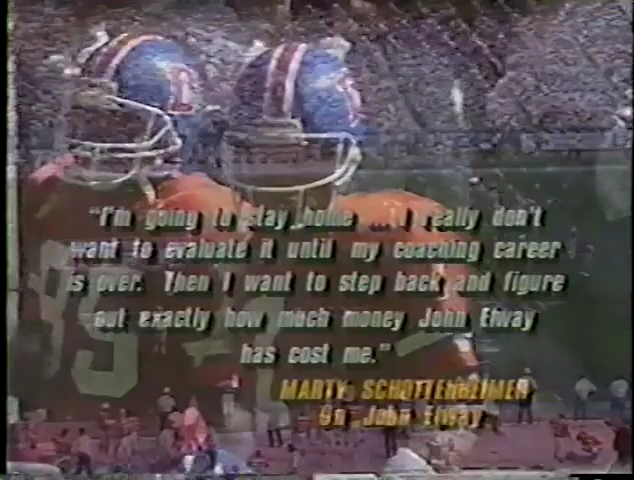 "I'm going to stay home ... I really don't
want to evaluate it until my coaching career
is over. Then I want to step back and figure
out exactly how much money John Elway
has cost me."
MARTY SCHOTTENHEIMER
On John Elway